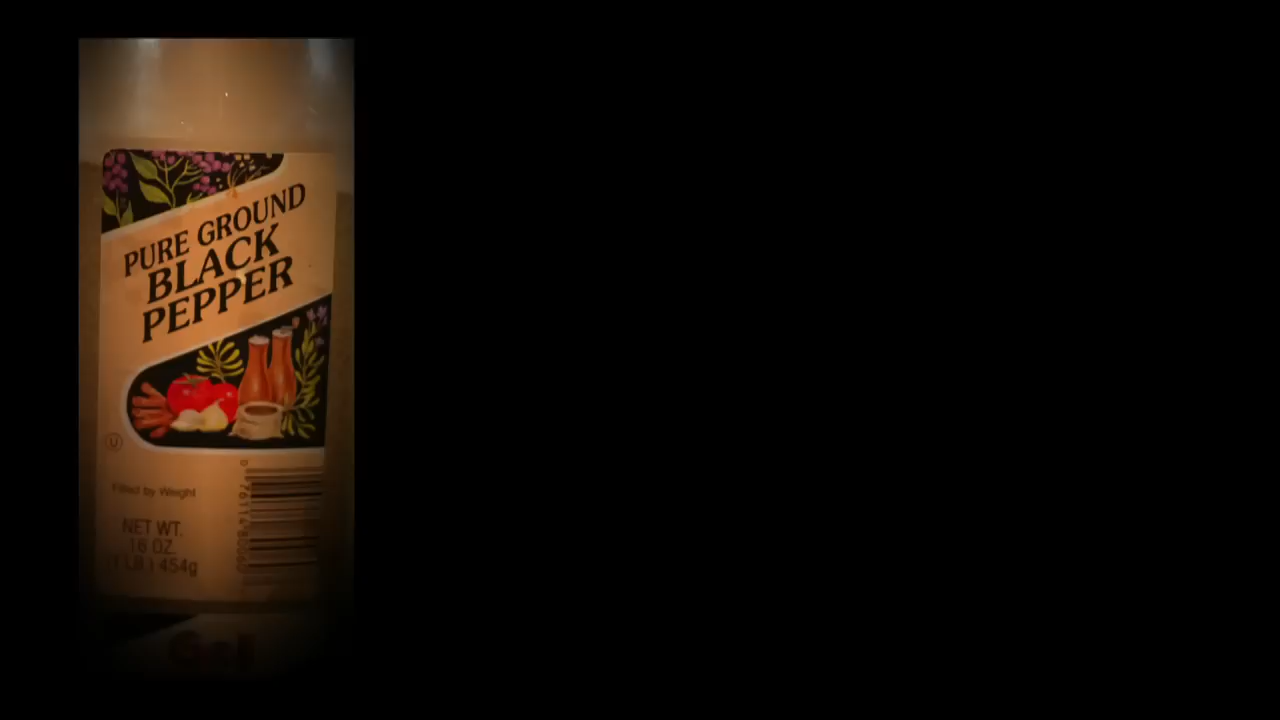 PURE GROUND
BLACK
PEPPER
U
Filled by Weight
NET WT.
16 OZ.
(1 LB.) 454g